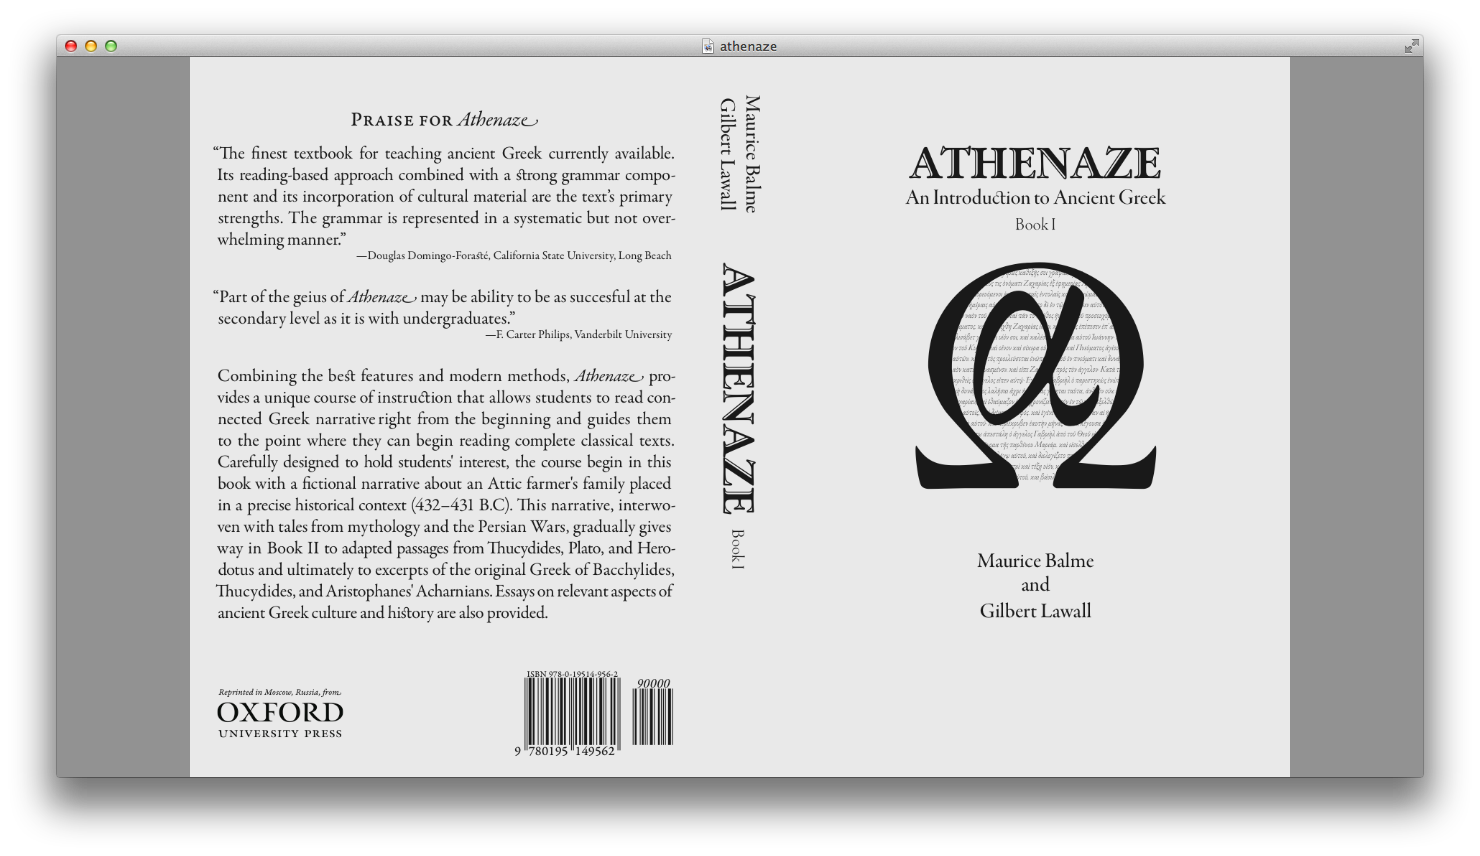 athenaze
PRAISE FOR Athenaze
“The finest textbook for teaching ancient Greek currently available.
Its reading-based approach combined with a strong grammar compo-
nent and its incorporation of cultural material are the text’s primary
strengths. The grammar is represented in a systematic but not over-
whelming manner.”
—Douglas Domingo-Forasté, California State University, Long Beach
“Part of the geius of Athenaze may be ability to be as succesful at the
secondary level as it is with undergraduates.”
—F. Carter Philips, Vanderbilt University
Combining the best features and modern methods, Athenaze pro-
vides a unique course of instruction that allows students to read con-
nected Greek narrative right from the beginning and guides them
to the point where they can begin reading complete classical texts.
Carefully designed to hold students' interest, the course begin in this
book with a fictional narrative about an Attic farmer's family placed
in a precise historical context (432–431 B.C). This narrative, interwo-
ven with tales from mythology and the Persian Wars, gradually gives
way in Book II to adapted passages from Thucydides, Plato, and Hero-
dotus and ultimately to excerpts of the original Greek of Bacchylides,
Thucydides, and Aristophanes' Acharnians. Essays on relevant aspects of
ancient Greek culture and history are also provided.
Reprinted in Moscow, Russia, from
OXFORD
UNIVERSITY PRESS
ISBN 978-0-19514-956-2
90000
9 780195 149562
Maurice Balme
Gilbert Lawall
ATHENAZE
Book I
ATHENAZE
An Introduction to Ancient Greek
Book I
Ω
α
Maurice Balme
and
Gilbert Lawall